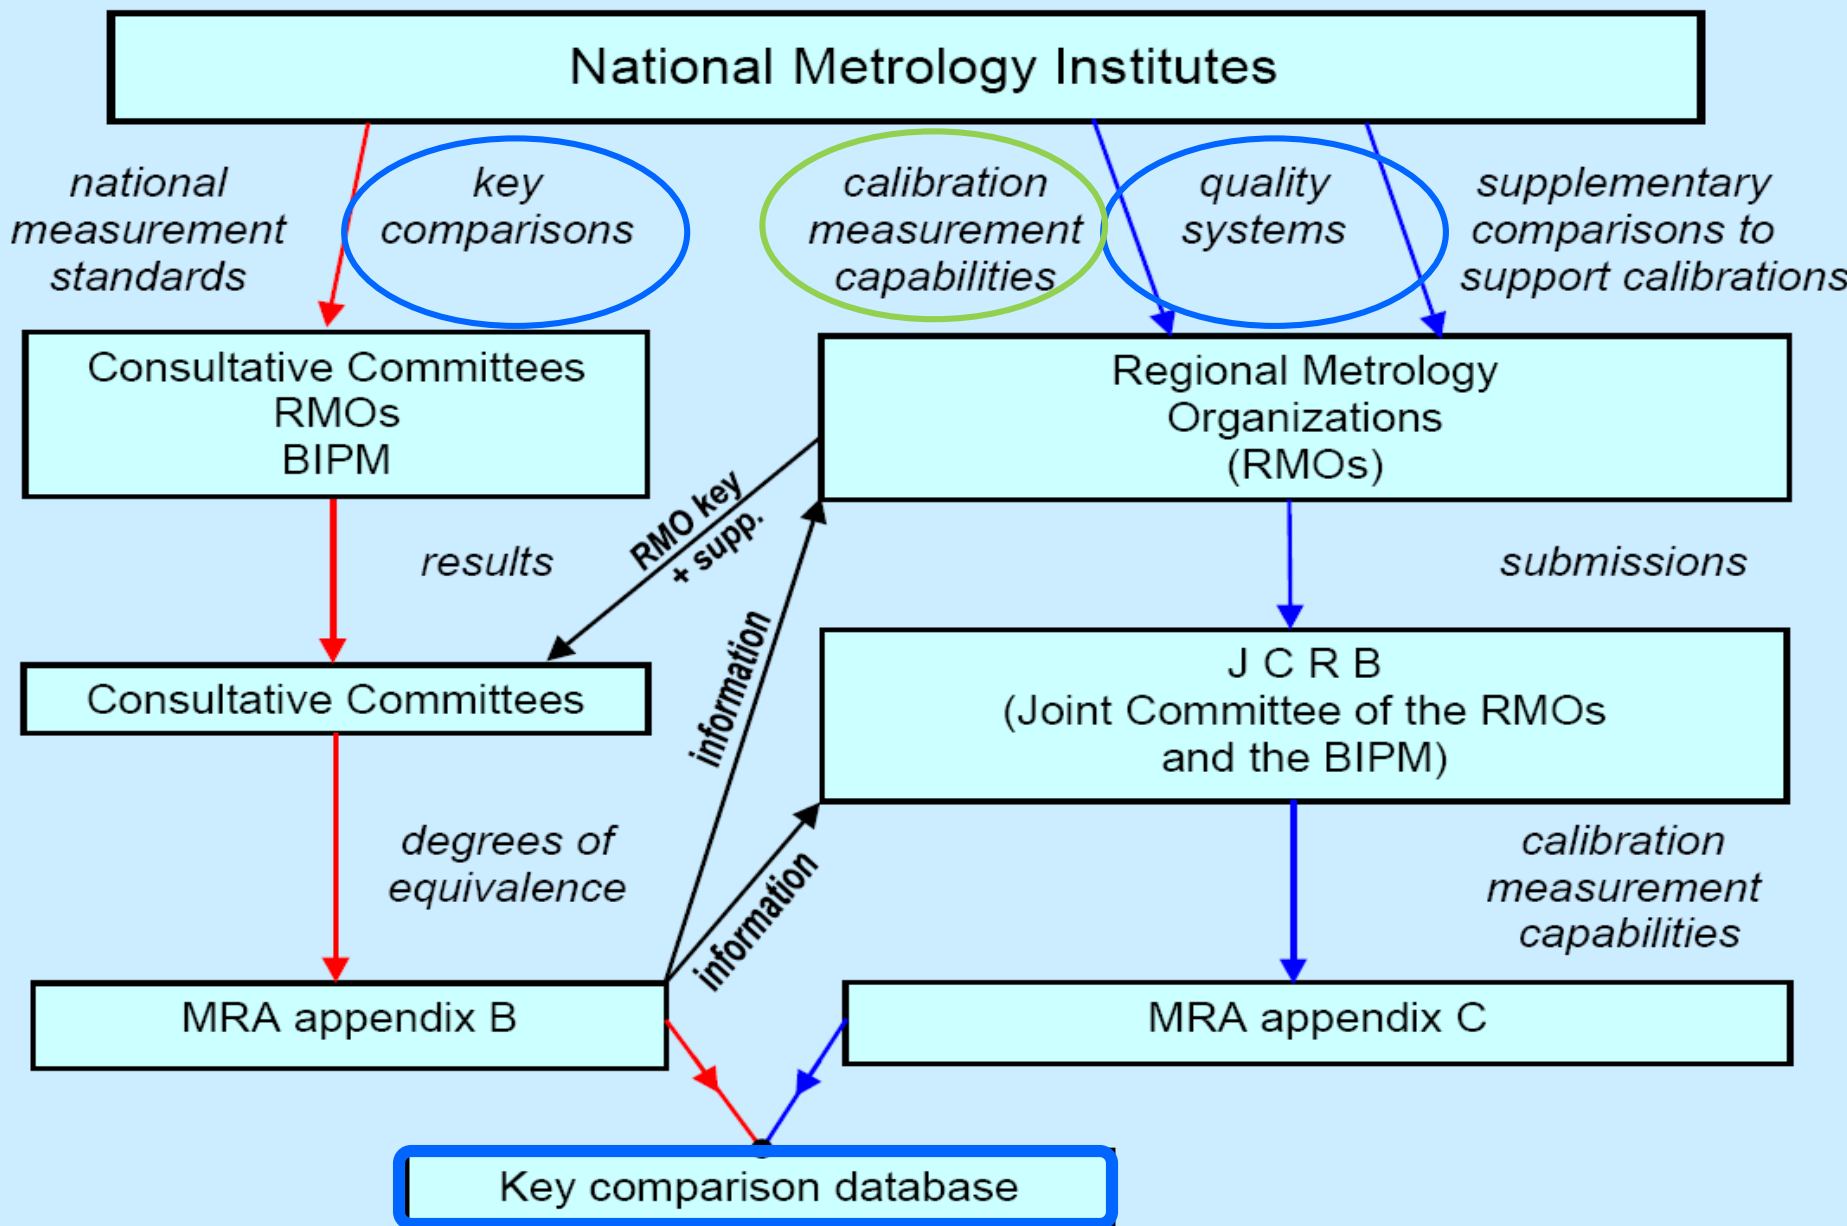 National Metrology Institutes
national
measurement
standards
key
comparisons
calibration
measurement
capabilities
quality
systems
supplementary
comparisons to
support calibrations
Consultative Committees
RMOs
BIPM
Regional Metrology
Organizations
(RMOs)
results
RMO key
+ supp.
submissions
information
Consultative Committees
J C R B
(Joint Committee of the RMOs
and the BIPM)
degrees of
equivalence
information
calibration
measurement
capabilities
MRA appendix B
MRA appendix C
Key comparison database